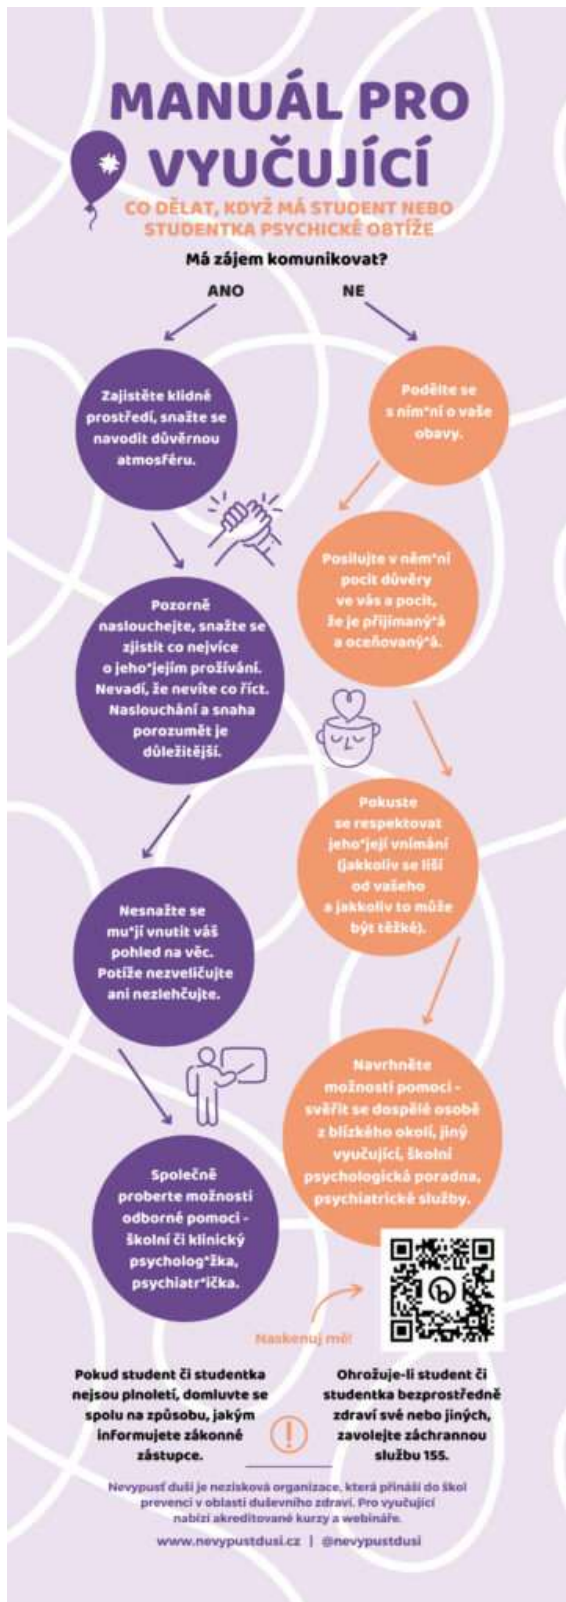 MANUÁL PRO
VYUČUJÍCÍ
CO DĚLAT, KDYŽ MÁ STUDENT NEBO
STUDENTKA PSYCHICKÉ OBTÍŽE
Má zájem komunikovat?
ANO
Zajistěte klidné
prostředí, snažte se
navodit důvěrnou
atmosféru.
Pozorně
naslouchejte, snažte se
zjistit co nejvíce
o jeho*jejím prožívání.
Nevadí, že nevíte co říct.
Naslouchání a snaha
porozumět je
důležitější.
Nesnažte se
mu*jí vnutit váš
pohled na věc.
Potíže nezveličujte
ani nezlehčujte.
Společně
proberte možnosti
odborné pomoci -
školní či klinický
psycholog*žka,
psychiatr*ička.
NE
Podělte se
s ním*ní o vaše
obavy.
Posilujte v něm*ní
pocit důvěry
ve vás a pocit,
že je přijímaný*á
a oceňovaný*á.
Pokuste
se respektovat
jeho*její vnímání
(jakkoliv se liší
od vašeho
a jakkoliv to může
být těžké).
Navrhněte
možnosti pomoci -
svěřit se dospělé osobě
z blízkého okolí, jiný
vyučující, školní
psychologická poradna,
psychiatrické služby.
Naskenuj mě!
Pokud student či studentka
nejsou plnoletí, domluvte se
spolu na způsobu, jakým
informujete zákonné
zástupce.
Ohrožuje-li student či
studentka bezprostředně
zdraví své nebo jiných,
zavolejte záchrannou
službu 155.
Nevypusť duši je nezisková organizace, která přináší do škol
prevenci v oblasti duševního zdraví. Pro vyučující
nabízí akreditované kurzy a webináře.
www.nevypustdusi.cz | @nevypustdusi